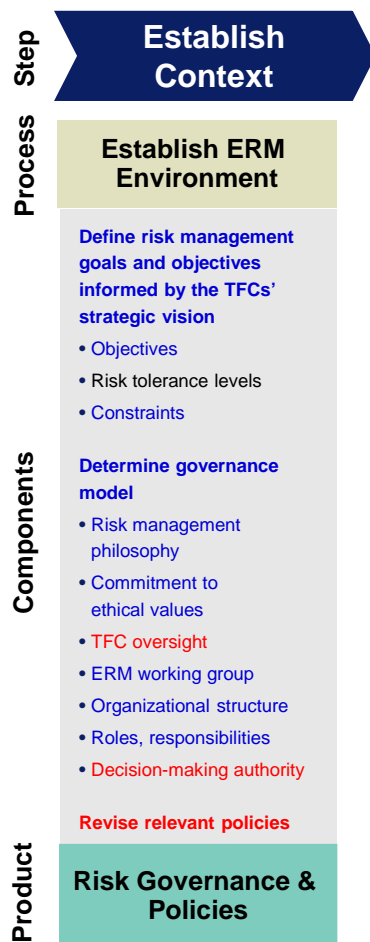 Step
Establish
Context
Process
Establish ERM
Environment
Components
Define risk management
goals and objectives
informed by the TFCs'
strategic vision
• Objectives
• Risk tolerance levels
• Constraints
Determine governance
model
• Risk management
philosophy
• Commitment to
ethical values
• TFC oversight
• ERM working group
• Organizational structure
• Roles, responsibilities
• Decision-making authority
Revise relevant policies
Product
Risk Governance &
Policies